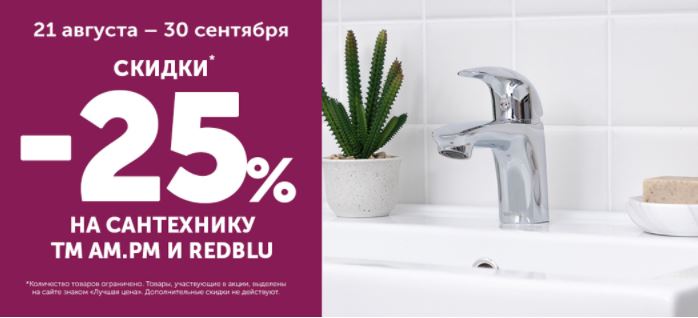 21 августа – 30 сентября
СКИДКИ*
-25%
НА САНТЕХНИКУ
ТМ AM.PM И REDBLU
*Количество товаров ограничено. Товары, участвующие в акции, выделены
на сайте знаком «Лучшая цена». Дополнительные скидки не действуют.